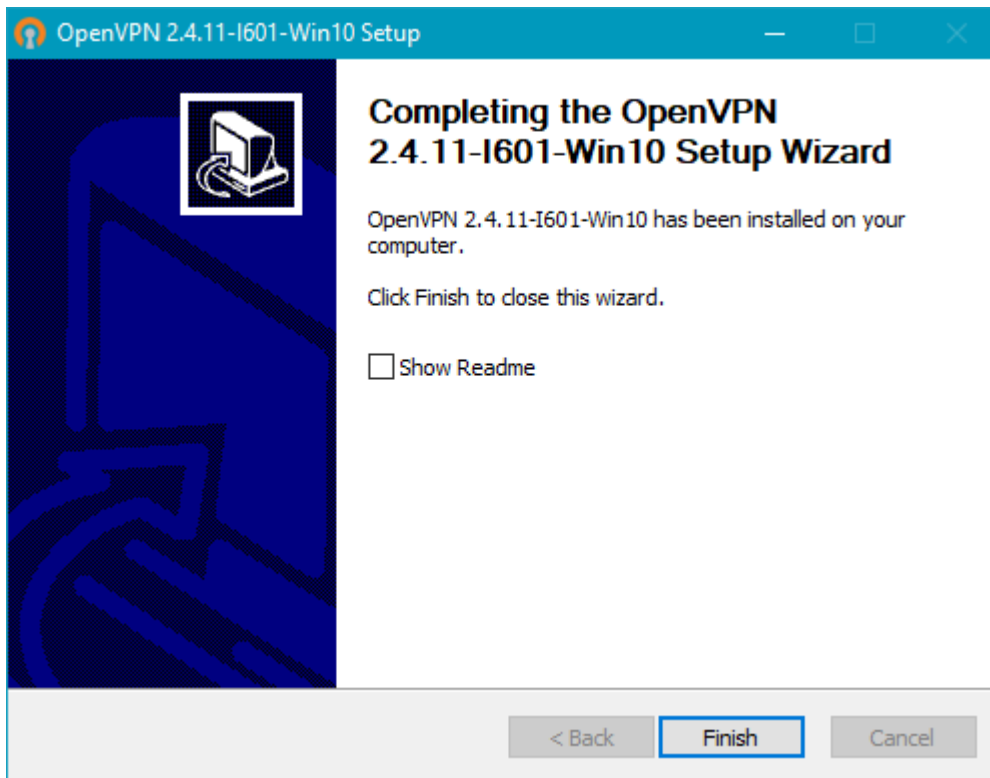 OpenVPN 2.4.11-I601-Win10 Setup
Completing the OpenVPN
2.4.11-I601-Win10 Setup Wizard
OpenVPN 2.4.11-I601-Win10 has been installed on your
computer.
Click Finish to close this wizard.
Show Readme
< Back
Finish
Cancel